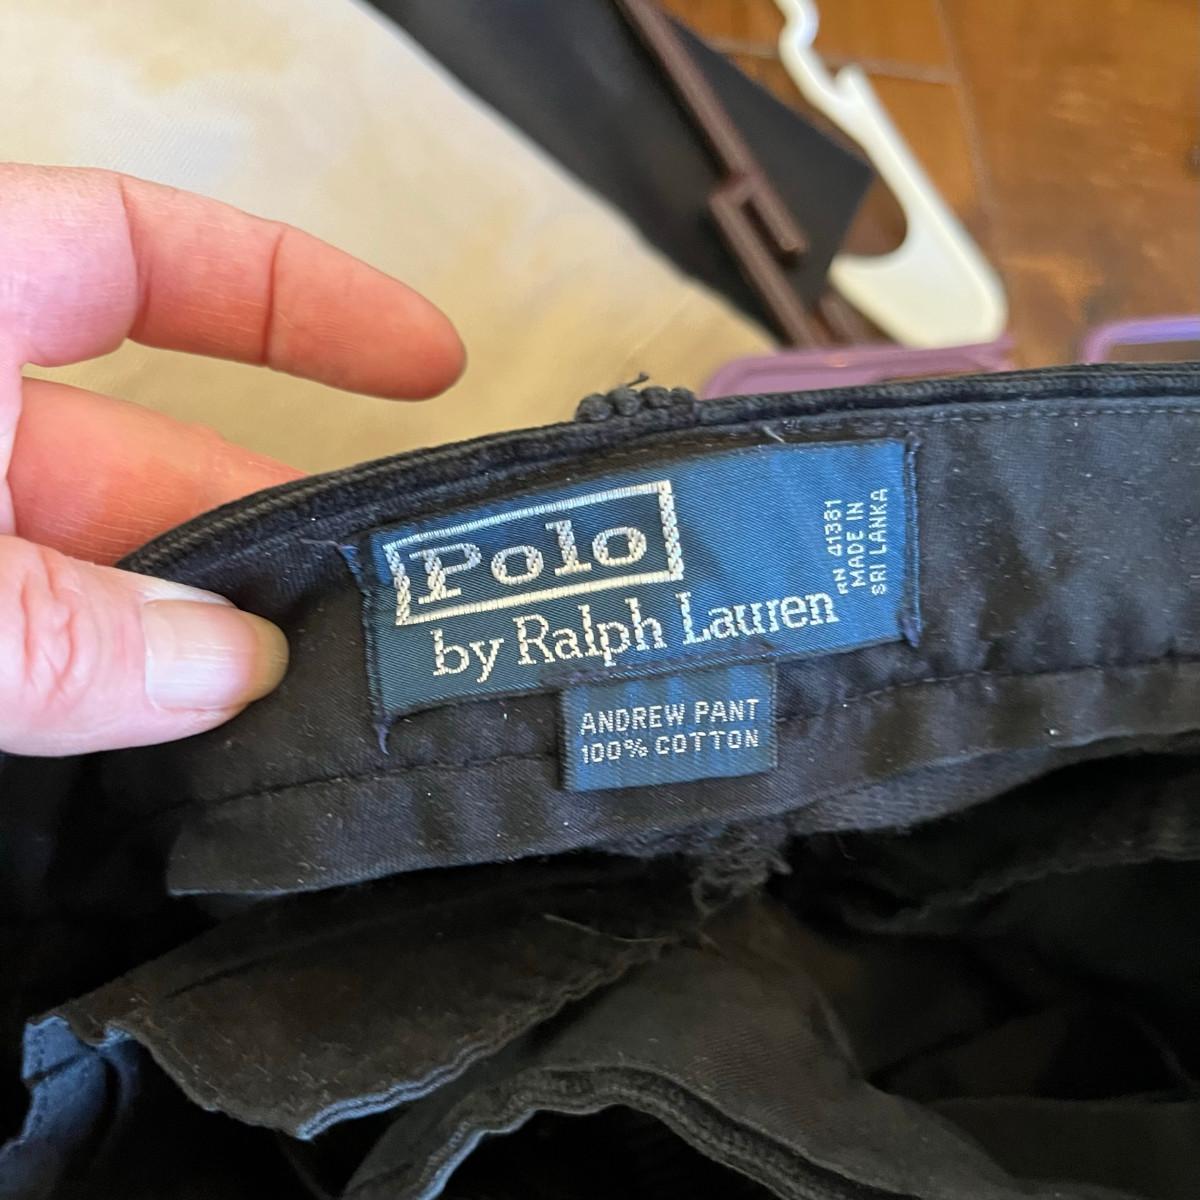 Polo
by Ralph Lauren
RN 41381
MADE IN
SRI LANKA
ANDREW PANT
100% COTTON